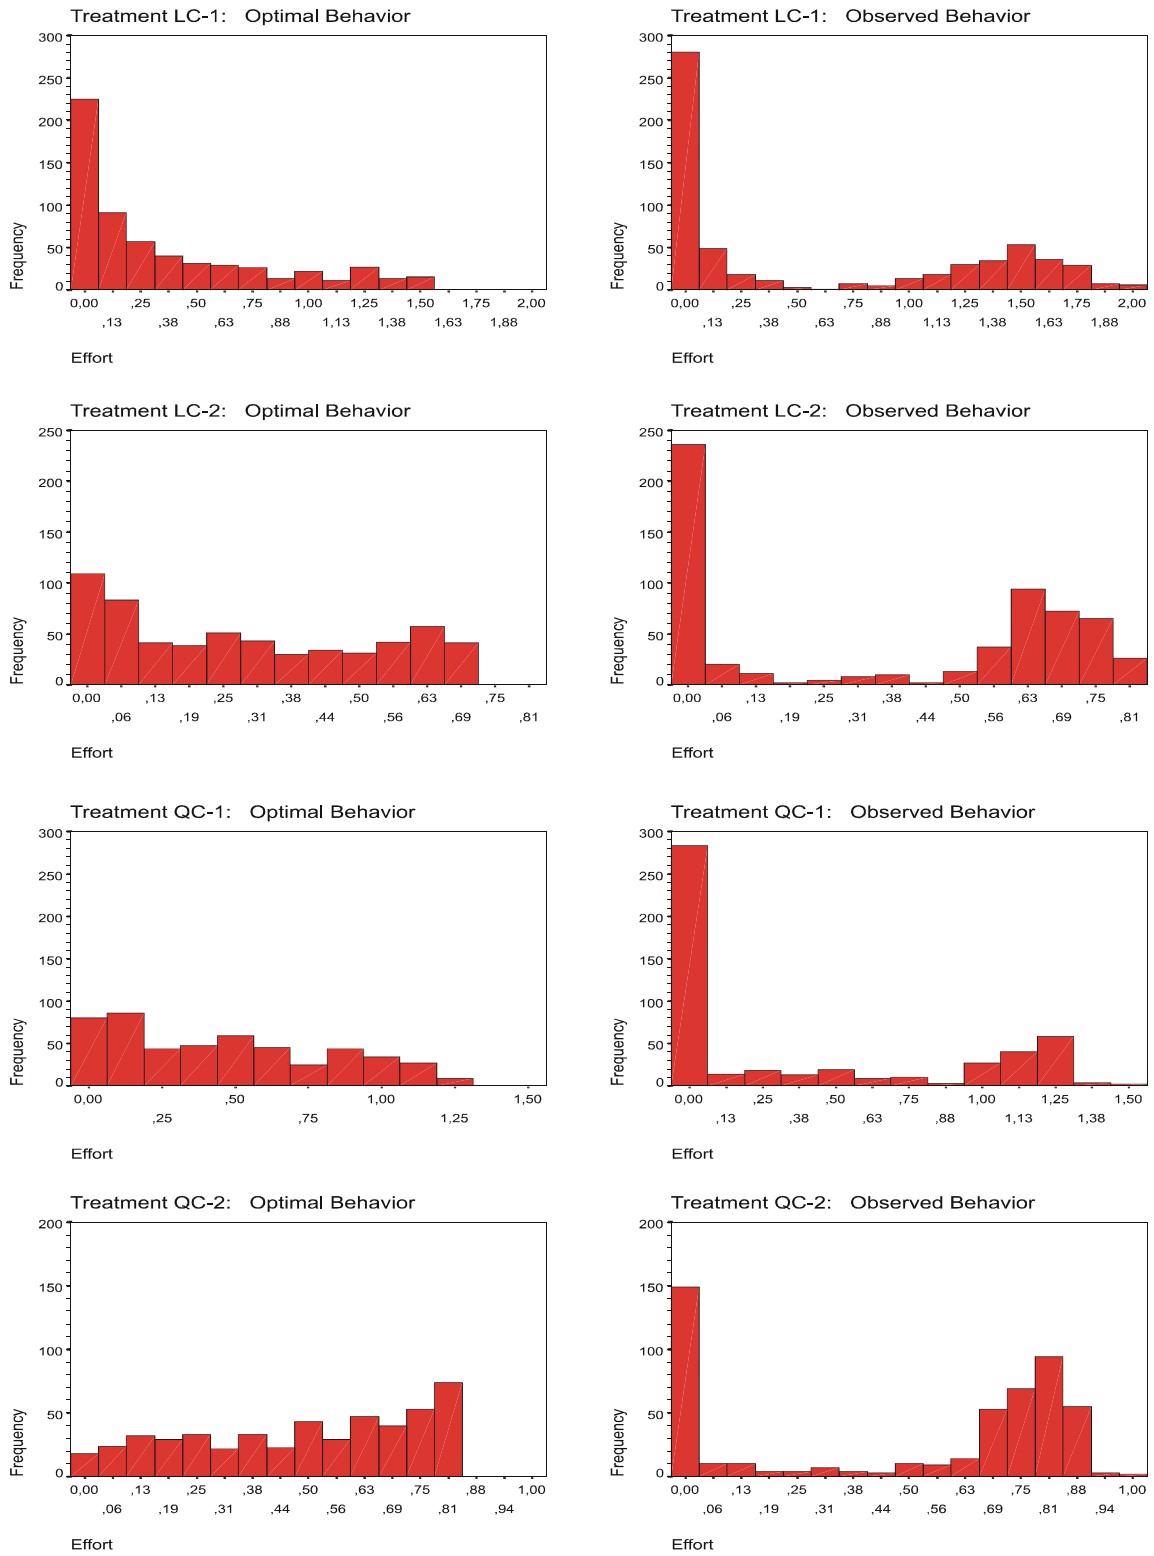 Treatment LC-1: Optimal Behavior
300
250
200
150
100
50
0
Frequency
0,00 ,25 ,50 ,75 1,00 1,25 1,50 1,75 2,00
,13 ,38 ,63 ,88 1,13 1,38 1,63 1,88
Effort
Treatment LC-1: Observed Behavior
300
250
200
150
100
50
0
Frequency
0,00 ,25 ,50 ,75 1,00 1,25 1,50 1,75 2,00
,13 ,38 ,63 ,88 1,13 1,38 1,63 1,88
Effort
Treatment LC-2: Optimal Behavior
250
200
150
100
50
0
Frequency
0,00 ,13 ,25 ,38 ,50 ,63 ,75
,06 ,19 ,31 ,44 ,56 ,69 ,81
Effort
Treatment LC-2: Observed Behavior
250
200
150
100
50
0
Frequency
0,00 ,13 ,25 ,38 ,50 ,63 ,75
,06 ,19 ,31 ,44 ,56 ,69 ,81
Effort
Treatment QC-1: Optimal Behavior
300
250
200
150
100
50
0
Frequency
0,00 ,50 1,00 1,50
,25 ,75 1,25
Effort
Treatment QC-1: Observed Behavior
300
250
200
150
100
50
0
Frequency
0,00 ,25 ,50 ,75 1,00 1,25 1,50
,13 ,38 ,63 ,88 1,13 1,38
Effort
Treatment QC-2: Optimal Behavior
200
150
100
50
0
Frequency
0,00 ,13 ,25 ,38 ,50 ,63 ,75 ,88 1,00
,06 ,19 ,31 ,44 ,56 ,69 ,81 ,94
Effort
Treatment QC-2: Observed Behavior
200
150
100
50
0
Frequency
0,00 ,13 ,25 ,38 ,50 ,63 ,75 ,88 1,00
,06 ,19 ,31 ,44 ,56 ,69 ,81 ,94
Effort